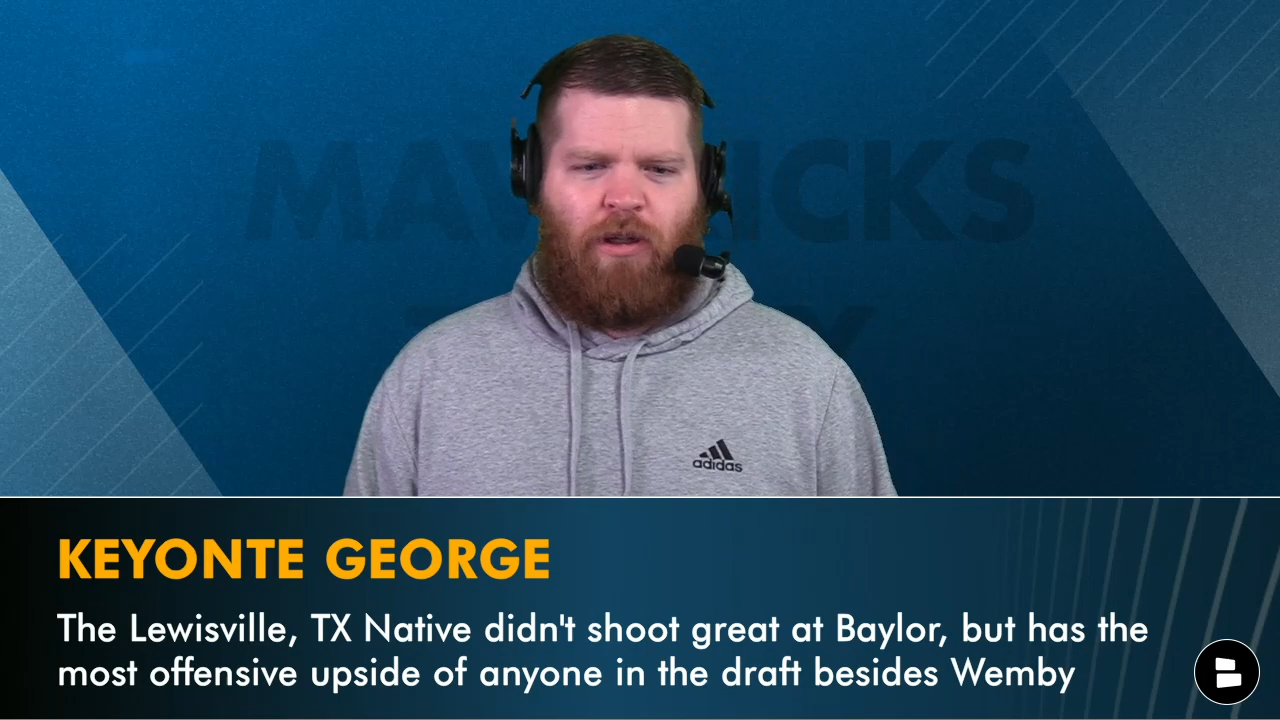 MAVERICKS
adidas
KEYONTE GEORGE
The Lewisville, TX Native didn't shoot great at Baylor, but has the
most offensive upside of anyone in the draft besides Wemby